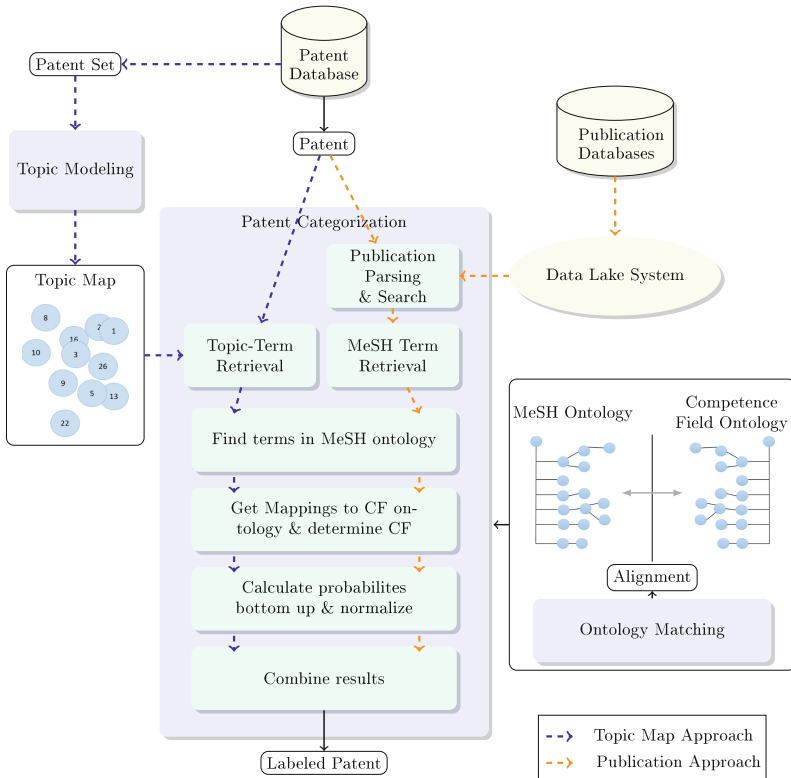 Patent
Database
Patent Set
Patent
Publication
Databases
Topic Modeling
Patent Categorization
Publication
Parsing
& Search
Data Lake System
Topic Map
8
2
1
16
10
3
26
9
5
13
22
Topic-Term
Retrieval
MeSH Term
Retrieval
Find terms in MeSH ontology
Get Mappings to CF on-
tology & determine CF
Calculate probabilites
bottom up & normalize
Combine results
Labeled Patent
MeSH Ontology
Competence
Field Ontology
Alignment
Ontology Matching
Topic Map Approach
Publication Approach